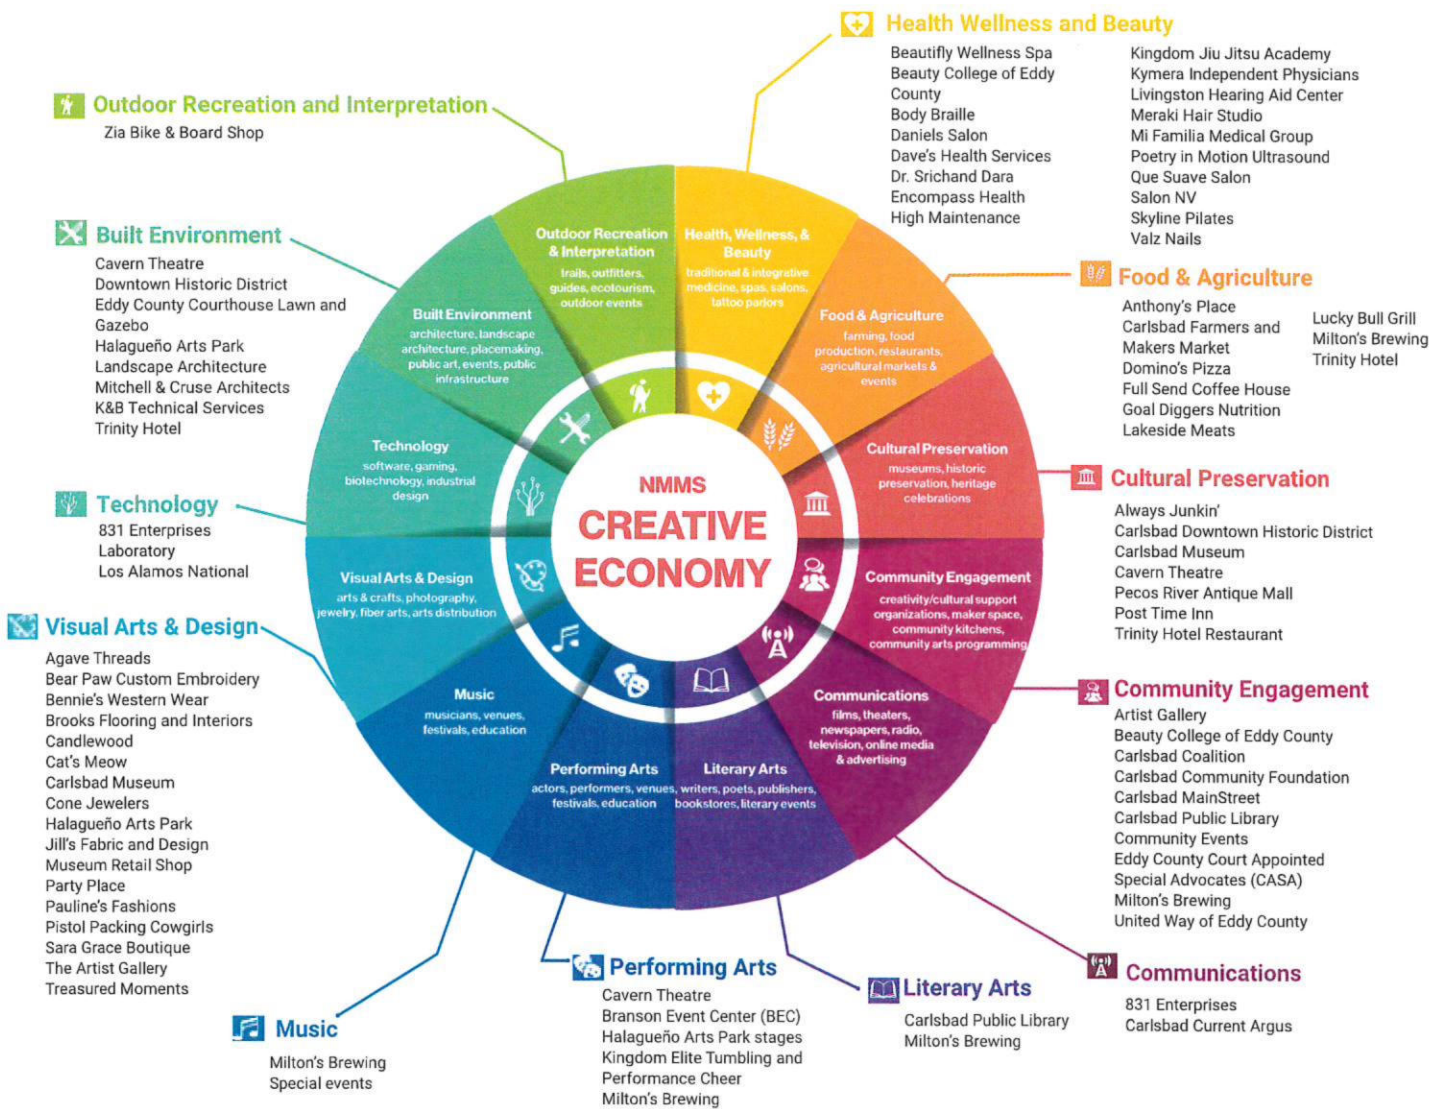 Health Wellness and Beauty
Beautifly Wellness Spa
Beauty College of Eddy
County
Body Braille
Daniels Salon
Dave's Health Services
Dr. Srichand Dara
Encompass Health
High Maintenance
Kingdom Jiu Jitsu Academy
Kymera Independent Physicians
Livingston Hearing Aid Center
Meraki Hair Studio
Mi Familia Medical Group
Poetry in Motion Ultrasound
Que Suave Salon
Salon NV
Skyline Pilates
Valz Nails
Outdoor Recreation and Interpretation
Zia Bike & Board Shop
Built Environment
Cavern Theatre
Downtown Historic District
Eddy County Courthouse Lawn and
Gazebo
Halagueño Arts Park
Landscape Architecture
Mitchell & Cruse Architects
K&B Technical Services
Trinity Hotel
Technology
831 Enterprises
Laboratory
Los Alamos National
Visual Arts & Design
Agave Threads
Bear Paw Custom Embroidery
Bennie's Western Wear
Brooks Flooring and Interiors
Candlewood
Cat's Meow
Carlsbad Museum
Cone Jewelers
Halagueño Arts Park
Jill's Fabric and Design
Museum Retail Shop
Party Place
Pauline's Fashions
Pistol Packing Cowgirls
Sara Grace Boutique
The Artist Gallery
Treasured Moments
Outdoor Recreation
& Interpretation
trails, outfitters,
guides, ecotourism,
outdoor events
Health, Wellness, &
Beauty
traditional & integrative
medicine, spas, salons,
tattoo parlors
Built Environment
architecture, landscape
architecture, placemaking,
public art, events, public
infrastructure
Food & Agriculture
farming, food
production, restaurants,
agricultural markets &
events
Technology
software, gaming,
biotechnology, industrial
design
Cultural Preservation
museums, historic
preservation, heritage
celebrations
NMMS
CREATIVE
ECONOMY
Visual Arts & Design
arts & crafts, photography,
jewelry, fiber arts, arts distribution
Community Engagement
creativity/cultural support
organizations, maker space,
community kitchens,
community arts programming
Music
musicians, venues,
festivals, education
Communications
films, theaters,
newspapers, radio,
television, online media
& advertising
Performing Arts
actors, performers, venues,
festivals, education
Literary Arts
writers, poets, publishers,
bookstores, literary events
Food & Agriculture
Anthony's Place
Carlsbad Farmers and
Makers Market
Domino's Pizza
Full Send Coffee House
Goal Diggers Nutrition
Lakeside Meats
Lucky Bull Grill
Milton's Brewing
Trinity Hotel
Cultural Preservation
Always Junkin'
Carlsbad Downtown Historic District
Carlsbad Museum
Cavern Theatre
Pecos River Antique Mall
Post Time Inn
Trinity Hotel Restaurant
Community Engagement
Artist Gallery
Beauty College of Eddy County
Carlsbad Coalition
Carlsbad Community Foundation
Carlsbad MainStreet
Carlsbad Public Library
Community Events
Eddy County Court Appointed
Special Advocates (CASA)
Milton's Brewing
United Way of Eddy County
Communications
831 Enterprises
Carlsbad Current Argus
Literary Arts
Carlsbad Public Library
Milton's Brewing
Performing Arts
Cavern Theatre
Branson Event Center (BEC)
Halagueño Arts Park stages
Kingdom Elite Tumbling and
Performance Cheer
Milton's Brewing
Music
Milton's Brewing
Special events